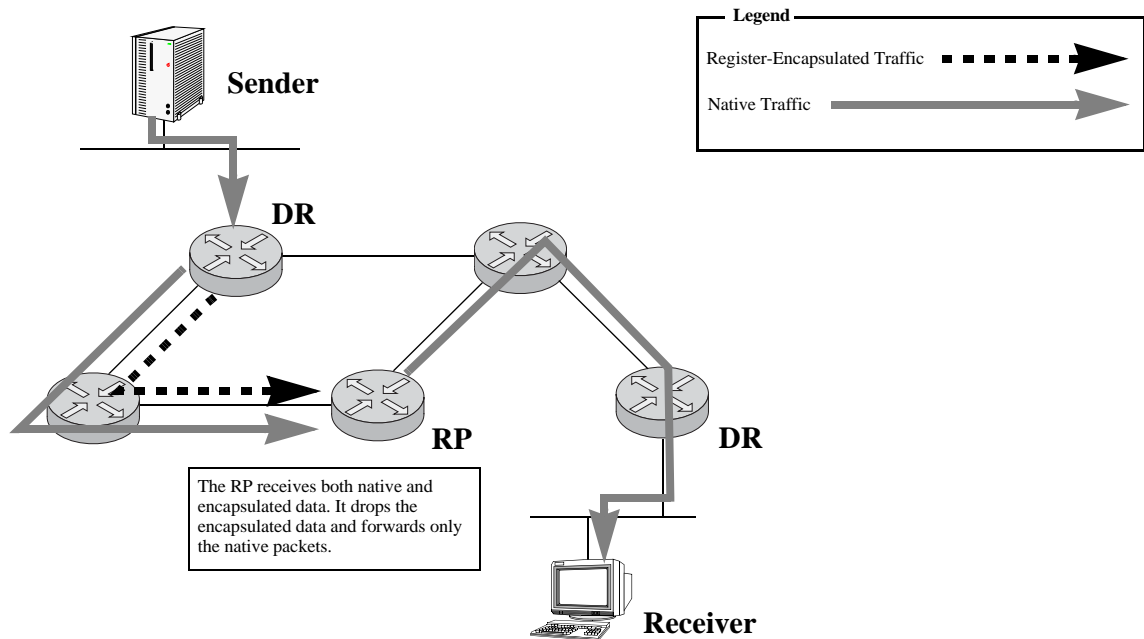 Legend
Register-Encapsulated Traffic
Native Traffic
Sender
DR
RP
DR
The RP receives both native and
encapsulated data. It drops the
encapsulated data and forwards only
the native packets.
Receiver